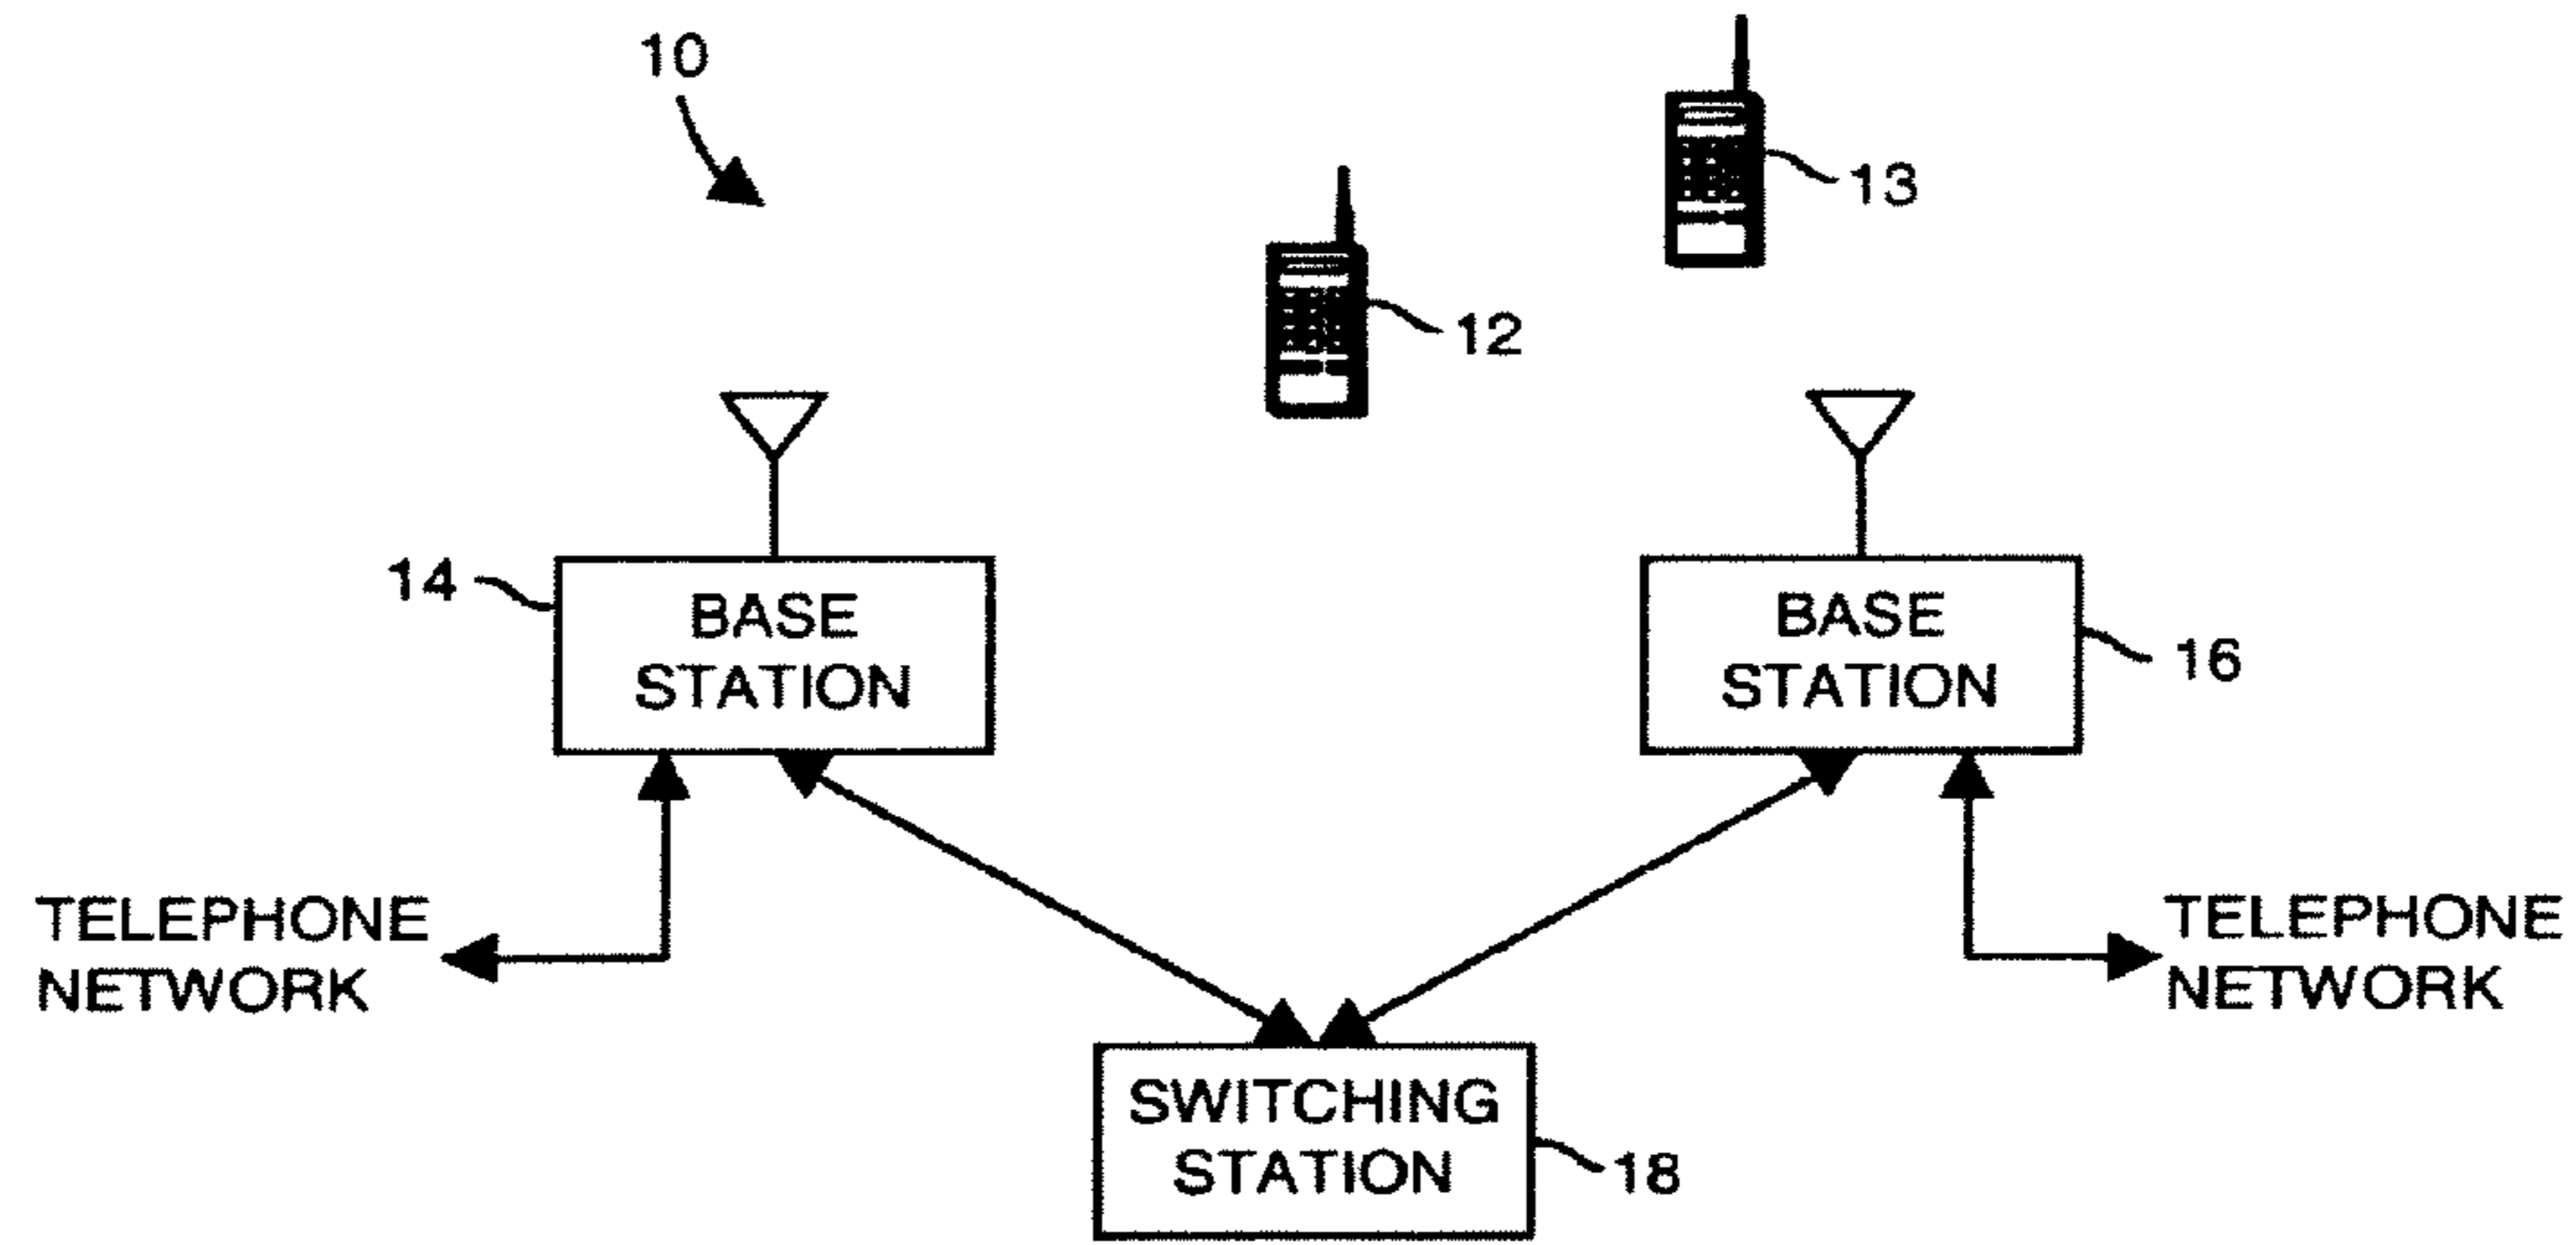 10
13
12
14
BASE
STATION
BASE
STATION
16
TELEPHONE
NETWORK
TELEPHONE
NETWORK
SWITCHING
STATION
18